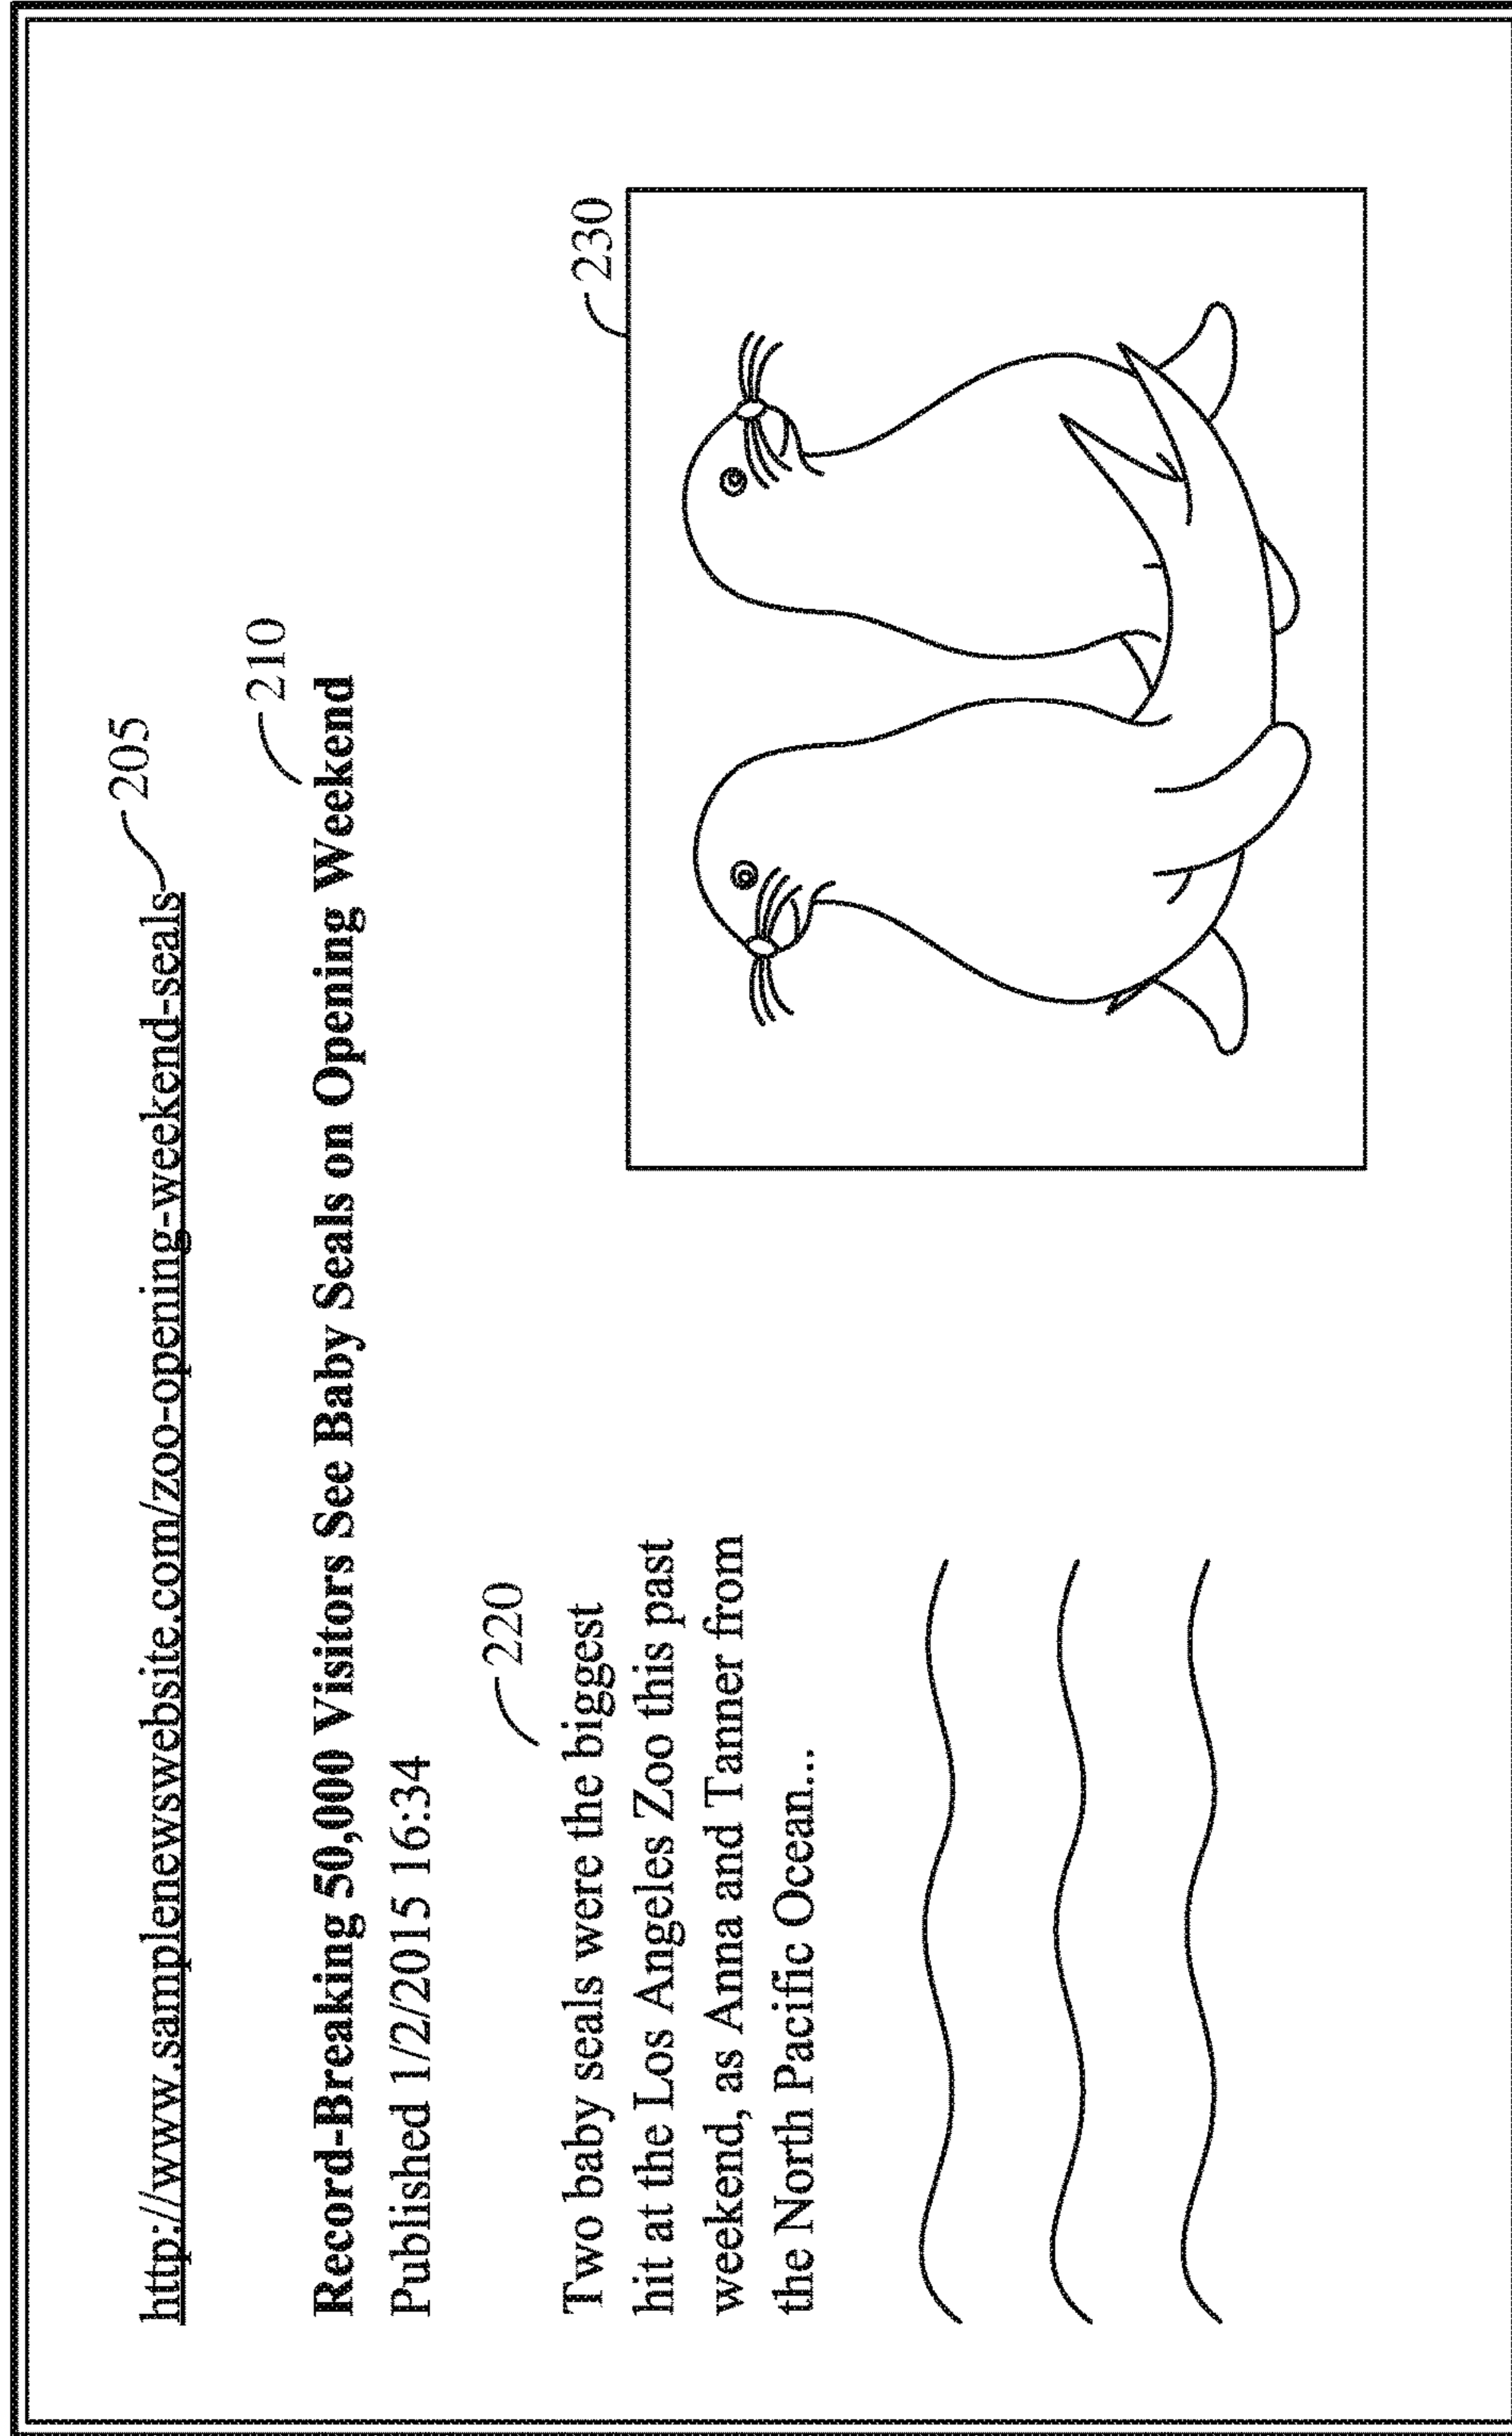 http://www.samplenewswebsite.com/zoo-opening-weekend-seals
205
210
Record-Breaking 50,000 Visitors See Baby Seals on Opening Weekend
Published 1/2/2015 16:34
220
Two baby seals were the biggest
hit at the Los Angeles Zoo this past
weekend, as Anna and Tanner from
the North Pacific Ocean...
230